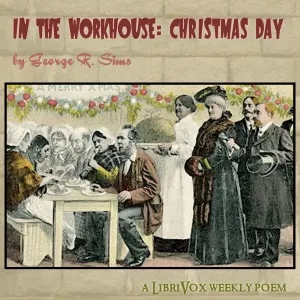 IN THE WORKHOUSE: CHRISTMAS DAY
by George R. Sims
A MERRY XMAS
A LIBRIVOX WEEKLY POEM